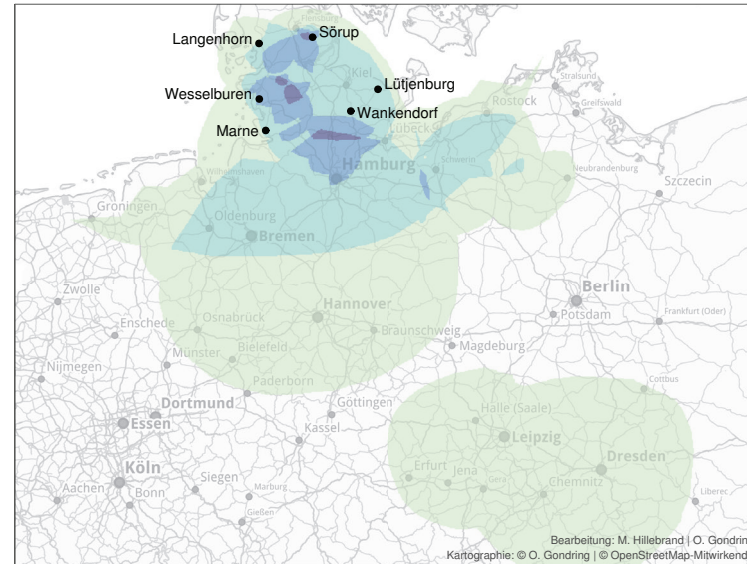 Flensburg
Sörup
Langenhorn
Kiel
Lütjenburg
Wesselburen
Wankendorf
Marne
Lübeck
Stralsund
Rostock
Greifswald
Hamburg
Schwerin
Wilhelmshaven
Neubrandenburg
Szczecin
Groningen
Oldenburg
Bremen
Zwolle
Berlin
Hannover
Potsdam
Frankfurt (Oder)
Enschede
Osnabrück
Braunschweig
Magdeburg
Bielefeld
Münster
Nijmegen
Paderborn
Cottbus
Dortmund
Göttingen
Halle (Saale)
Essen
Kassel
Leipzig
Dresden
Köln
Siegen
Erfurt
Jena
Gera
Chemnitz
Aachen
Bonn
Marburg
Liberec
Gießen
Bearbeitung: M. Hillebrand | O. Gondrin
Kartographie: © O. Gondring | © OpenStreetMap-Mitwirkend